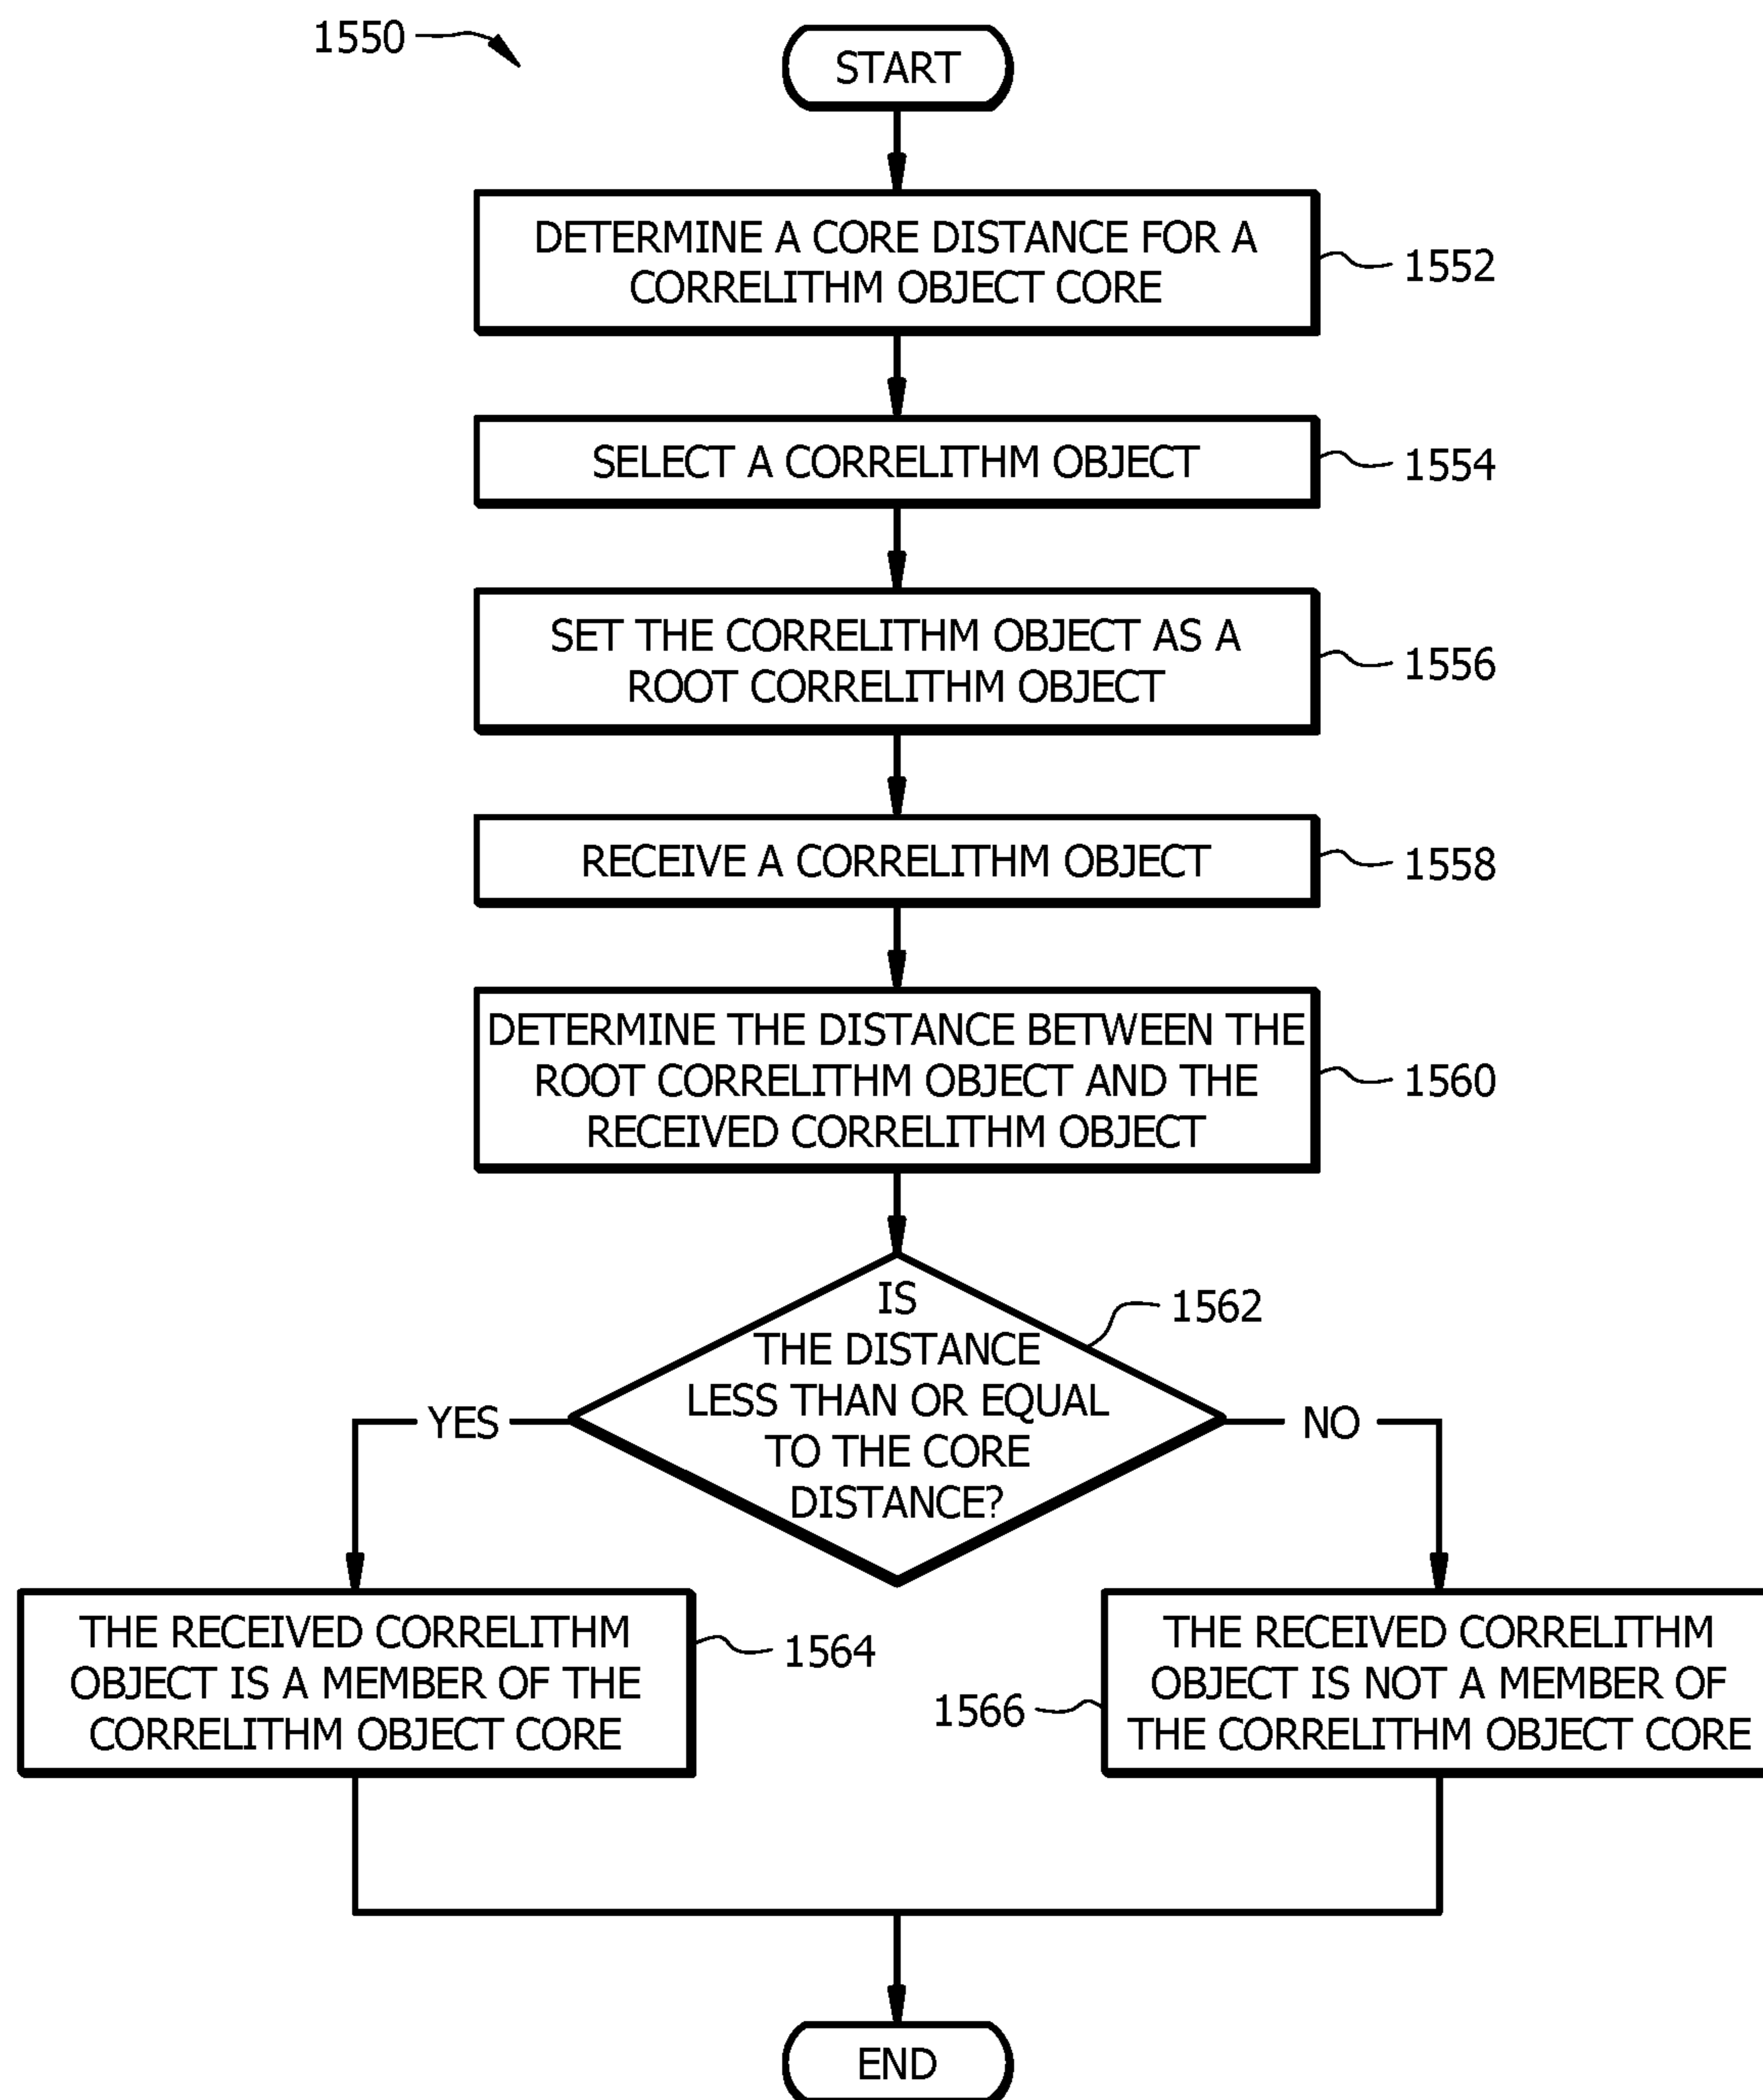 1550
START
DETERMINE A CORE DISTANCE FOR A
CORRELITHM OBJECT CORE
1552
SELECT A CORRELITHM OBJECT
1554
SET THE CORRELITHM OBJECT AS A
ROOT CORRELITHM OBJECT
1556
RECEIVE A CORRELITHM OBJECT
1558
DETERMINE THE DISTANCE BETWEEN THE
ROOT CORRELITHM OBJECT AND THE
RECEIVED CORRELITHM OBJECT
1560
IS
THE DISTANCE
LESS THAN OR EQUAL
TO THE CORE
DISTANCE?
1562
YES
NO
THE RECEIVED CORRELITHM
OBJECT IS A MEMBER OF THE
CORRELITHM OBJECT CORE
1564
1566
THE RECEIVED CORRELITHM
OBJECT IS NOT A MEMBER OF
THE CORRELITHM OBJECT CORE
END